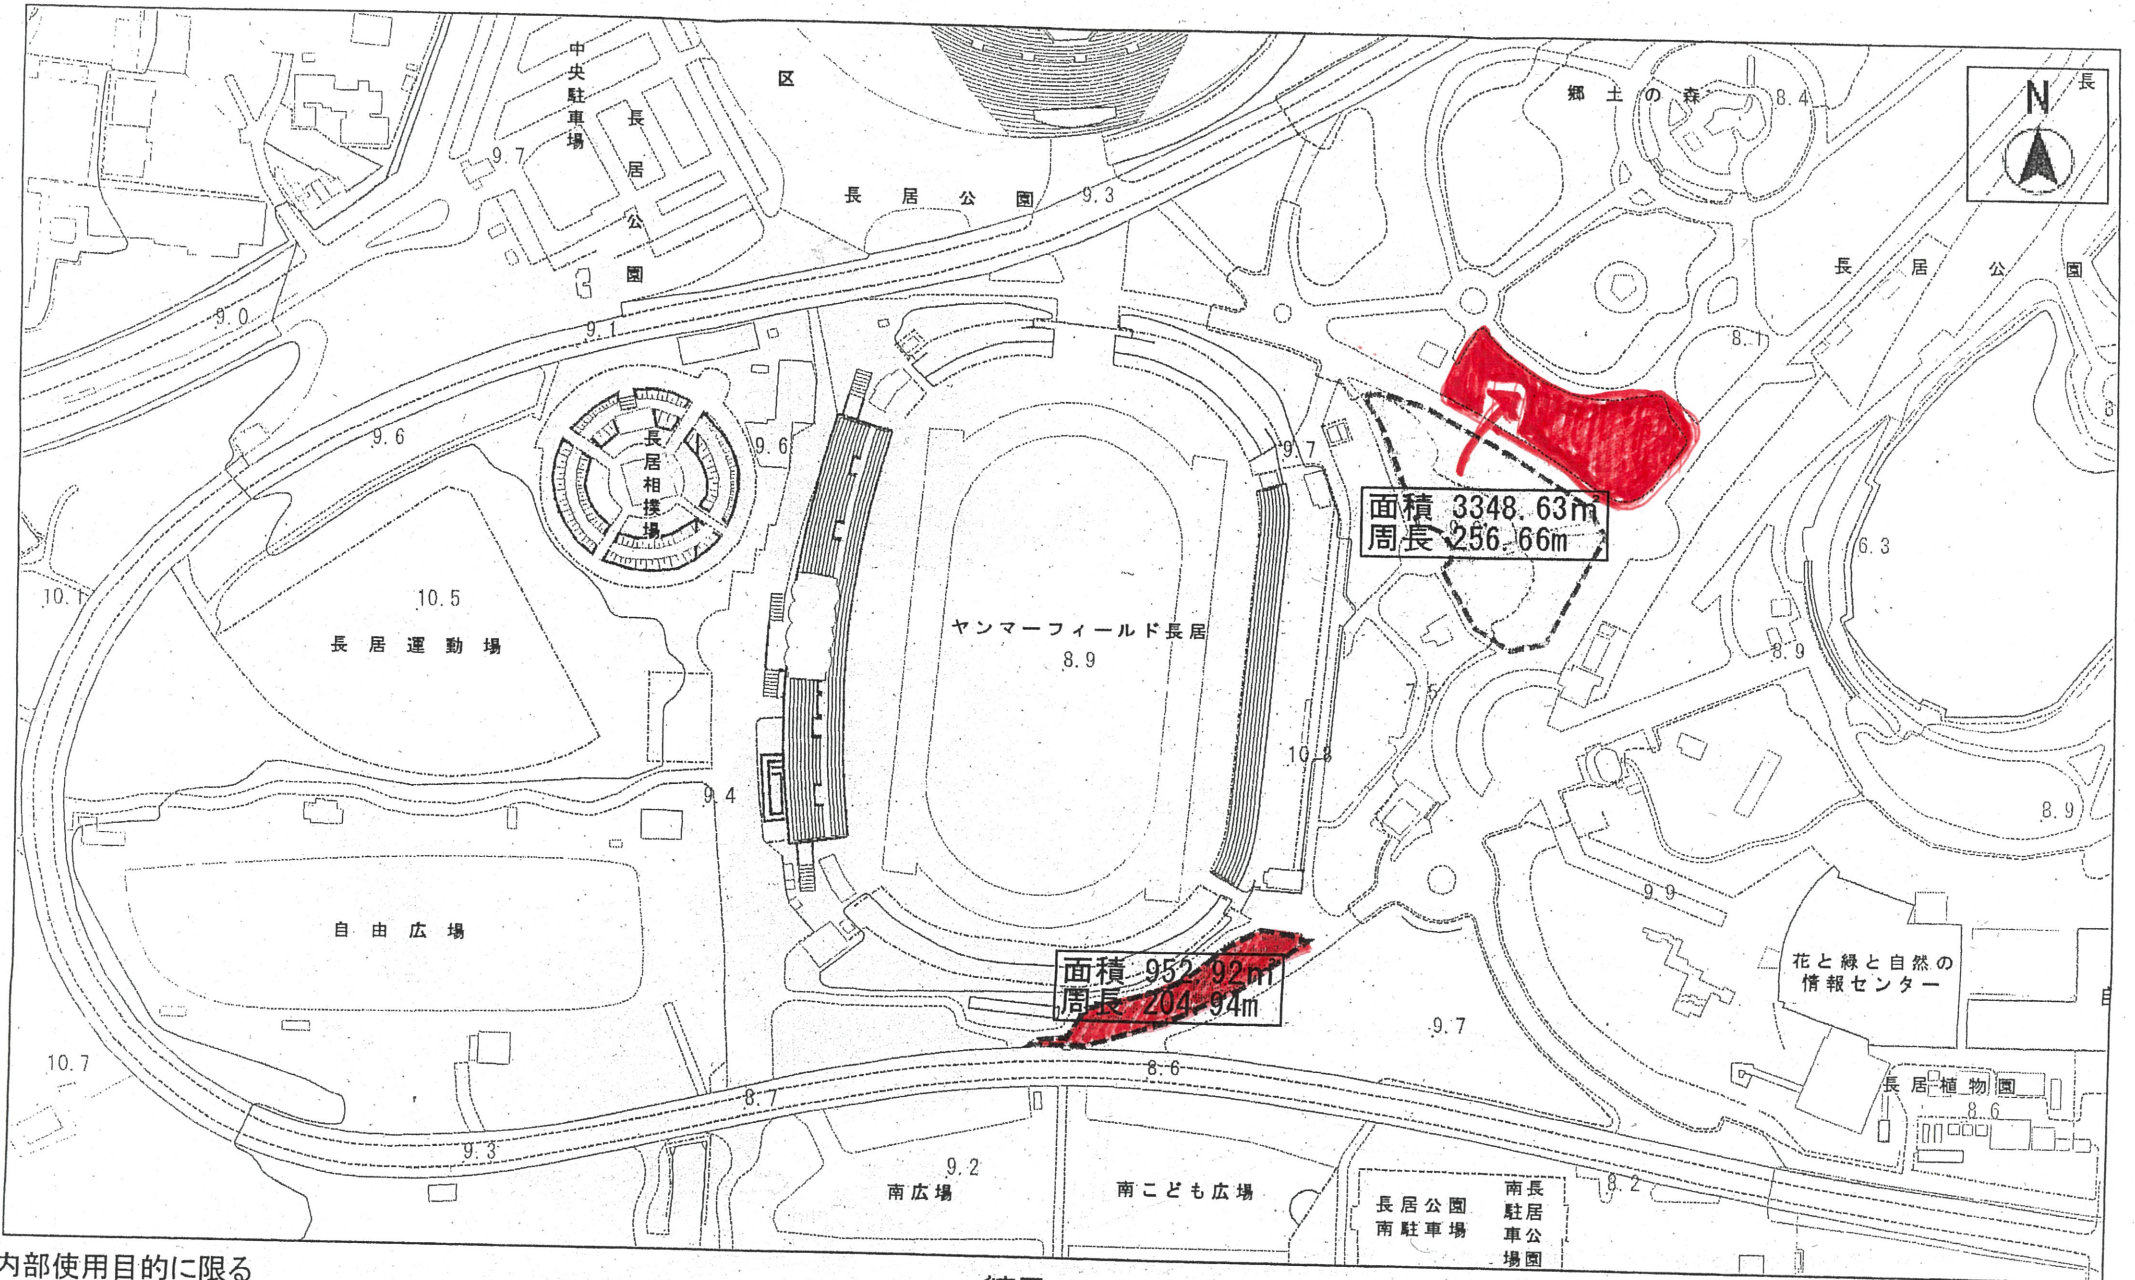 中央駐車場
長居公園
区
長居公園
9.3
9.7
郷土の森
8.4
N
長
長居公園
9.0
9.1
8.1
9.6
長居相撲場
9.6
9.7
面積 3348.63㎡
周長 256.66m
6.3
10.1
10.5
長居運動場
ヤンマーフィールド長居
8.9
8.9
7.5
10.8
9.4
8.9
9.9
自由広場
面積 952.92㎡
周長 204.94m
花と緑と自然の
情報センター
9.7
10.7
8.6
8.7
長居植物園
8.6
9.3
9.2
南広場
南こども広場
長居公園
南駐車場
長居公園
南駐車場
8.2
内部使用目的に限る